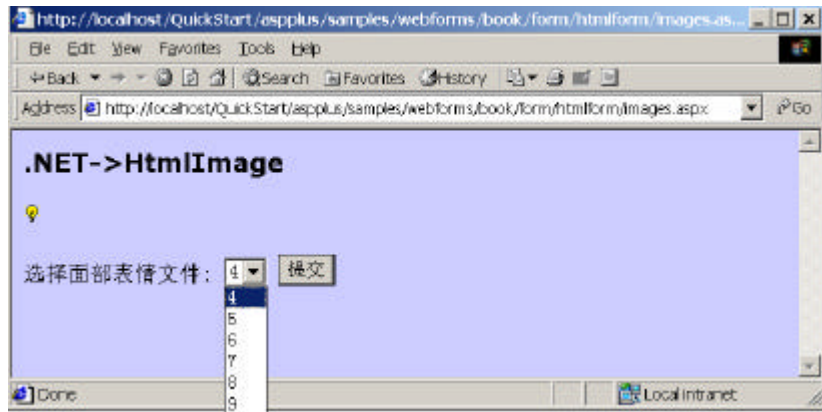 http://localhost/QuickStart/aspplus/samples/webforms/book/form/htmlform/images.as...
File Edit View Favorites Tools Help
Back Search Favorites History
Address http://localhost/QuickStart/aspplus/samples/webforms/book/form/htmlform/images.aspx Go
.NET->HtmlImage
选择面部表情文件: 4 提交
4
5
6
7
8
9
Done Local intranet